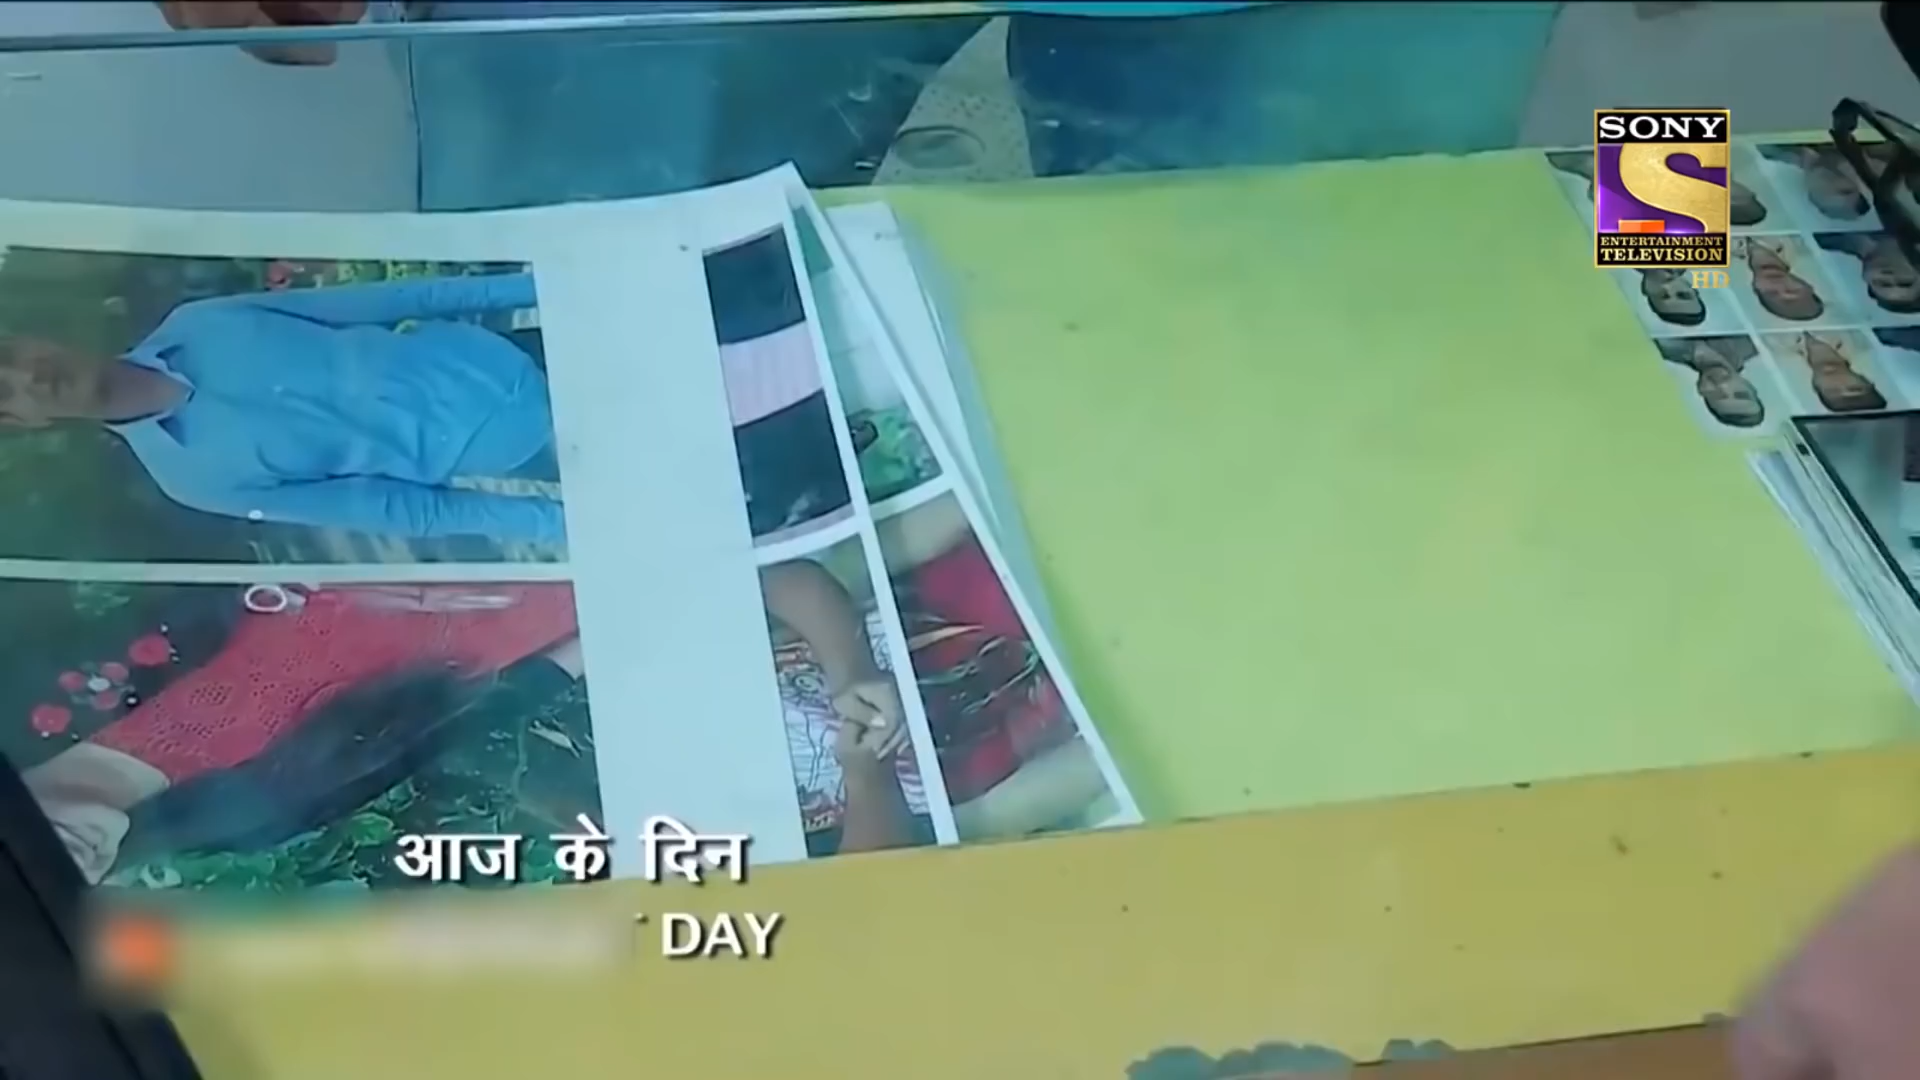 SONY
ENTERTAINMENT
TELEVISION
HD
आज के दिन
DAY